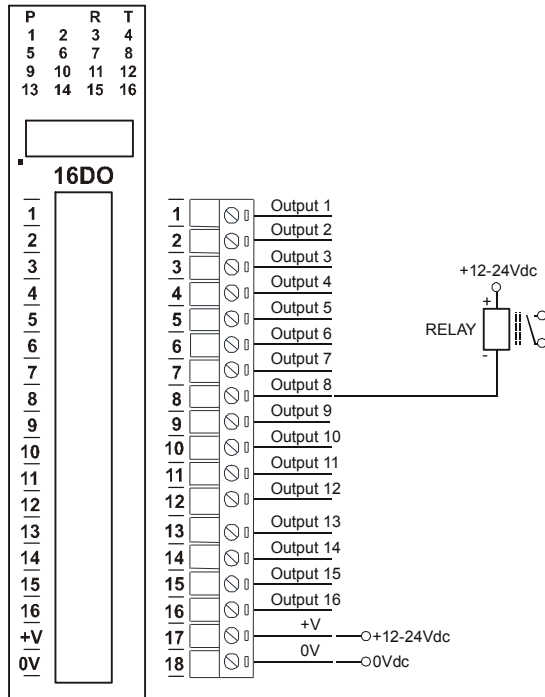 P R T
1 2 3 4
5 6 7 8
9 10 11 12
13 14 15 16
16DO
1
2
3
4
5
6
7
8
9
10
11
12
13
14
15
16
+V
0V
1 Output 1
2 Output 2
3 Output 3
4 Output 4
5 Output 5
6 Output 6
7 Output 7
8 Output 8
9 Output 9
10 Output 10
11 Output 11
12 Output 12
13 Output 13
14 Output 14
15 Output 15
16 Output 16
17 +V +12-24Vdc
18 0V 0Vdc
+12-24Vdc
+
RELAY
-